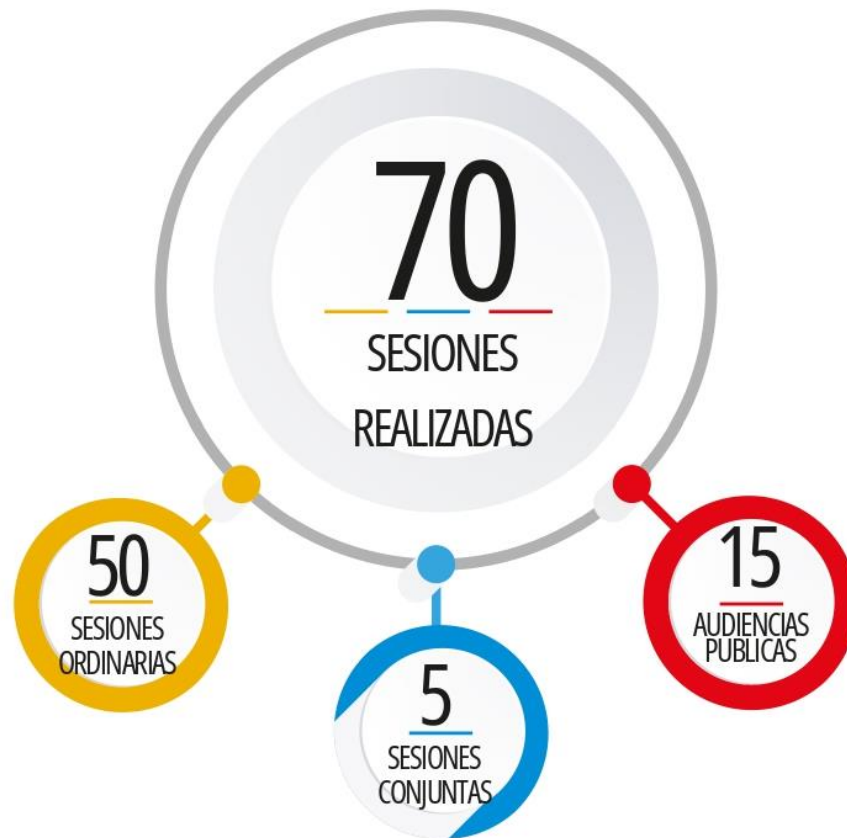 70
SESIONES
REALIZADAS
50
SESIONES
ORDINARIAS
5
SESIONES
CONJUNTAS
15
AUDIENCIAS
PUBLICAS